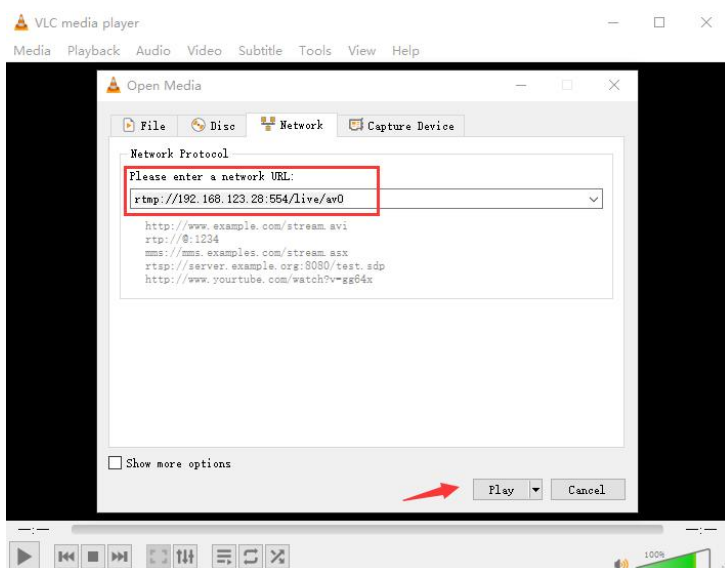 VLC media player
Media Playback Audio Video Subtitle Tools View Help
Open Media
File Disc Network Capture Device
Network Protocol
Please enter a network URL:
rtmp://192.168.123.28:554/live/av0
http://www.example.com/stream.avi
rtp://@:1234
mms://mms.examples.com/stream.asx
rtsp://server.example.org:8080/test.sdp
http://www.yourtube.com/watch?v=gg64x
Show more options
Play Cancel
--:-- --:--
100%